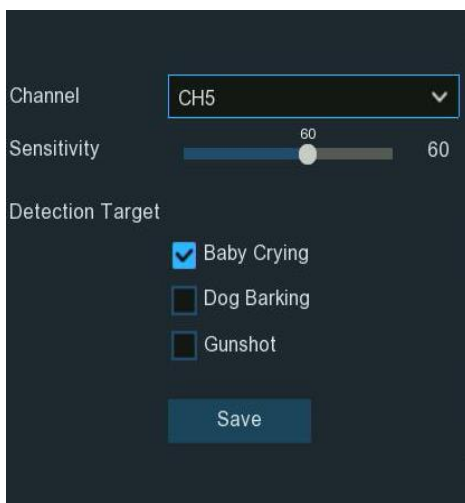 Channel CH5
60
Sensitivity 60
Detection Target
Baby Crying
Dog Barking
Gunshot
Save